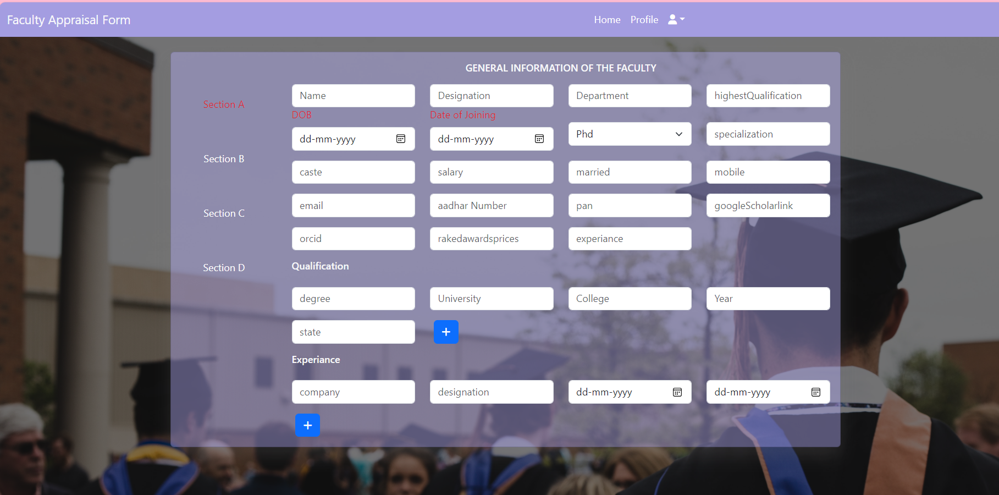 Faculty Appraisal Form
Home Profile
GENERAL INFORMATION OF THE FACULTY
Section A
Section B
Section C
Section D
Name Designation Department highestQualification
DOB Date of Joining
dd-mm-yyyy dd-mm-yyyy Phd specialization
caste salary married mobile
email aadhar Number pan googleScholarlink
orcid rakedawardsprices experiance
Qualification
degree University College Year
state +
Experiance
company designation dd-mm-yyyy dd-mm-yyyy
+